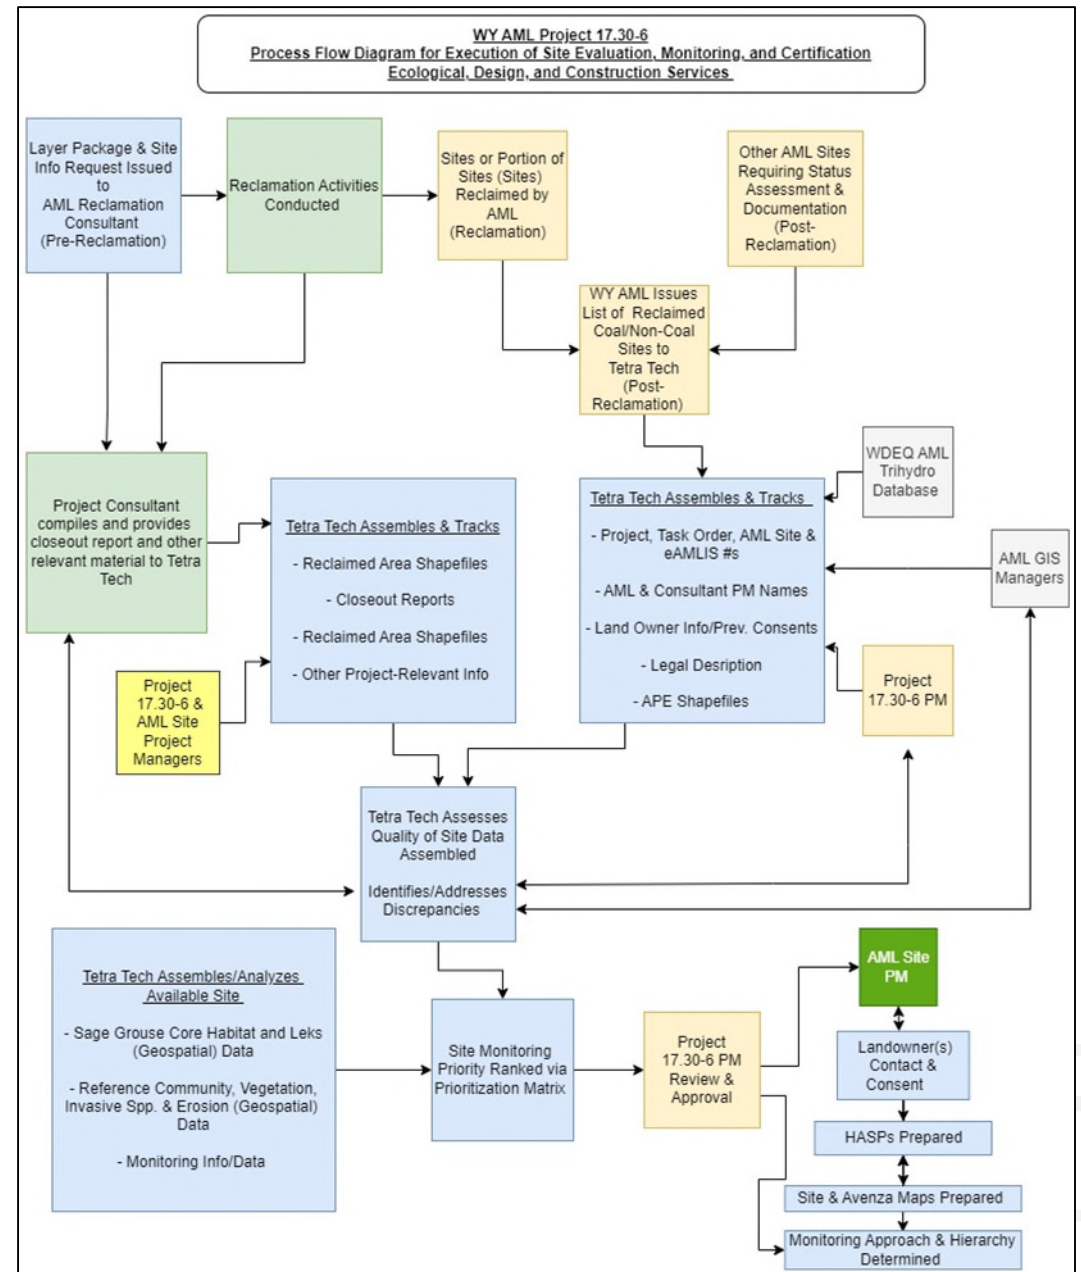 WY AML Project 17.30-6
Process Flow Diagram for Execution of Site Evaluation, Monitoring, and Certification
Ecological, Design, and Construction Services
Layer Package & Site
Info Request Issued
to
AML Reclamation
Consultant
(Pre-Reclamation)
Reclamation Activities
Conducted
Sites or Portion of
Sites (Sites)
Reclaimed by
AML
(Reclamation)
Other AML Sites
Requiring Status
Assessment &
Documentation
(Post-
Reclamation)
WY AML Issues
List of Reclaimed
Coal/Non-Coal
Sites to
Tetra Tech
(Post-
Reclamation)
WDEQ AML
Trihydro
Database
Project Consultant
compiles and provides
closeout report and other
relevant material to Tetra
Tech
Tetra Tech Assembles & Tracks
- Reclaimed Area Shapefiles
- Closeout Reports
- Reclaimed Area Shapefiles
- Other Project-Relevant Info
Tetra Tech Assembles & Tracks
- Project, Task Order, AML Site &
eAMLIS #s
- AML & Consultant PM Names
- Land Owner Info/Prev. Consents
- Legal Desription
- APE Shapefiles
AML GIS
Managers
Project
17.30-6 &
AML Site
Project
Managers
Project
17.30-6 PM
Tetra Tech Assesses
Quality of Site Data
Assembled
Identifies/Addresses
Discrepancies
Tetra Tech Assembles/Analyzes
Available Site
- Sage Grouse Core Habitat and Leks
(Geospatial) Data
- Reference Community, Vegetation,
Invasive Spp. & Erosion (Geospatial)
Data
- Monitoring Info/Data
Site Monitoring
Priority Ranked via
Prioritization Matrix
Project
17.30-6 PM
Review &
Approval
AML Site
PM
Landowner(s)
Contact &
Consent
HASPs Prepared
Site & Avenza Maps Prepared
Monitoring Approach & Hierarchy
Determined